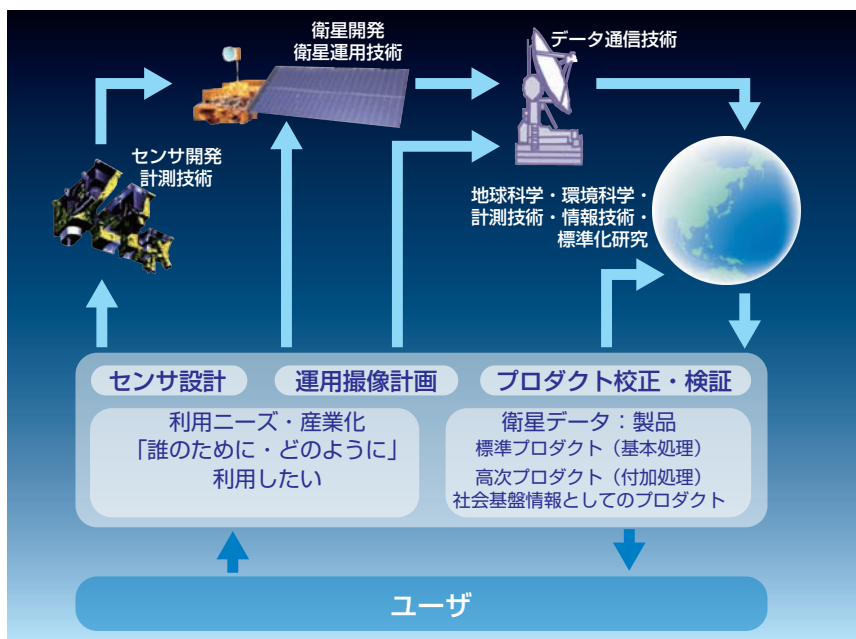 衛星開発
衛星運用技術
データ通信技術
センサ開発
計測技術
地球科学・環境科学・
計測技術・情報技術・
標準化研究
センサ設計
運用撮像計画
プロダクト校正・検証
利用ニーズ・産業化
「誰のために・どのように」
利用したい
衛星データ：製品
標準プロダクト（基本処理）
高次プロダクト（付加処理）
社会基盤情報としてのプロダクト
ユーザ